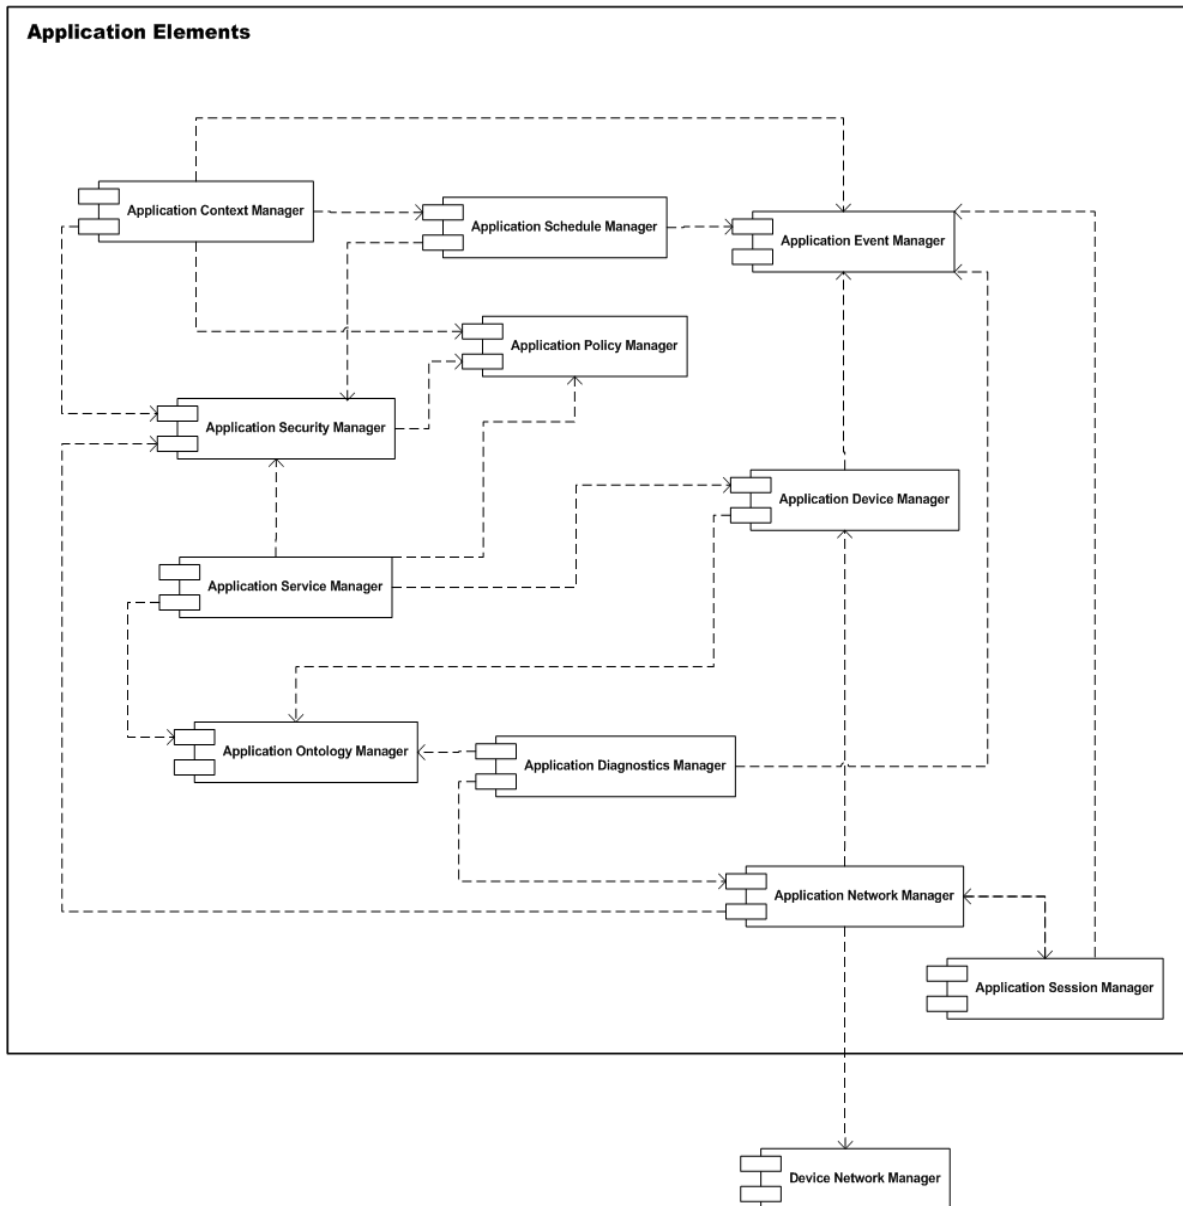 Application Elements
Application Context Manager
Application Schedule Manager
Application Event Manager
Application Policy Manager
Application Security Manager
Application Device Manager
Application Service Manager
Application Ontology Manager
Application Diagnostics Manager
Application Network Manager
Application Session Manager
Device Network Manager